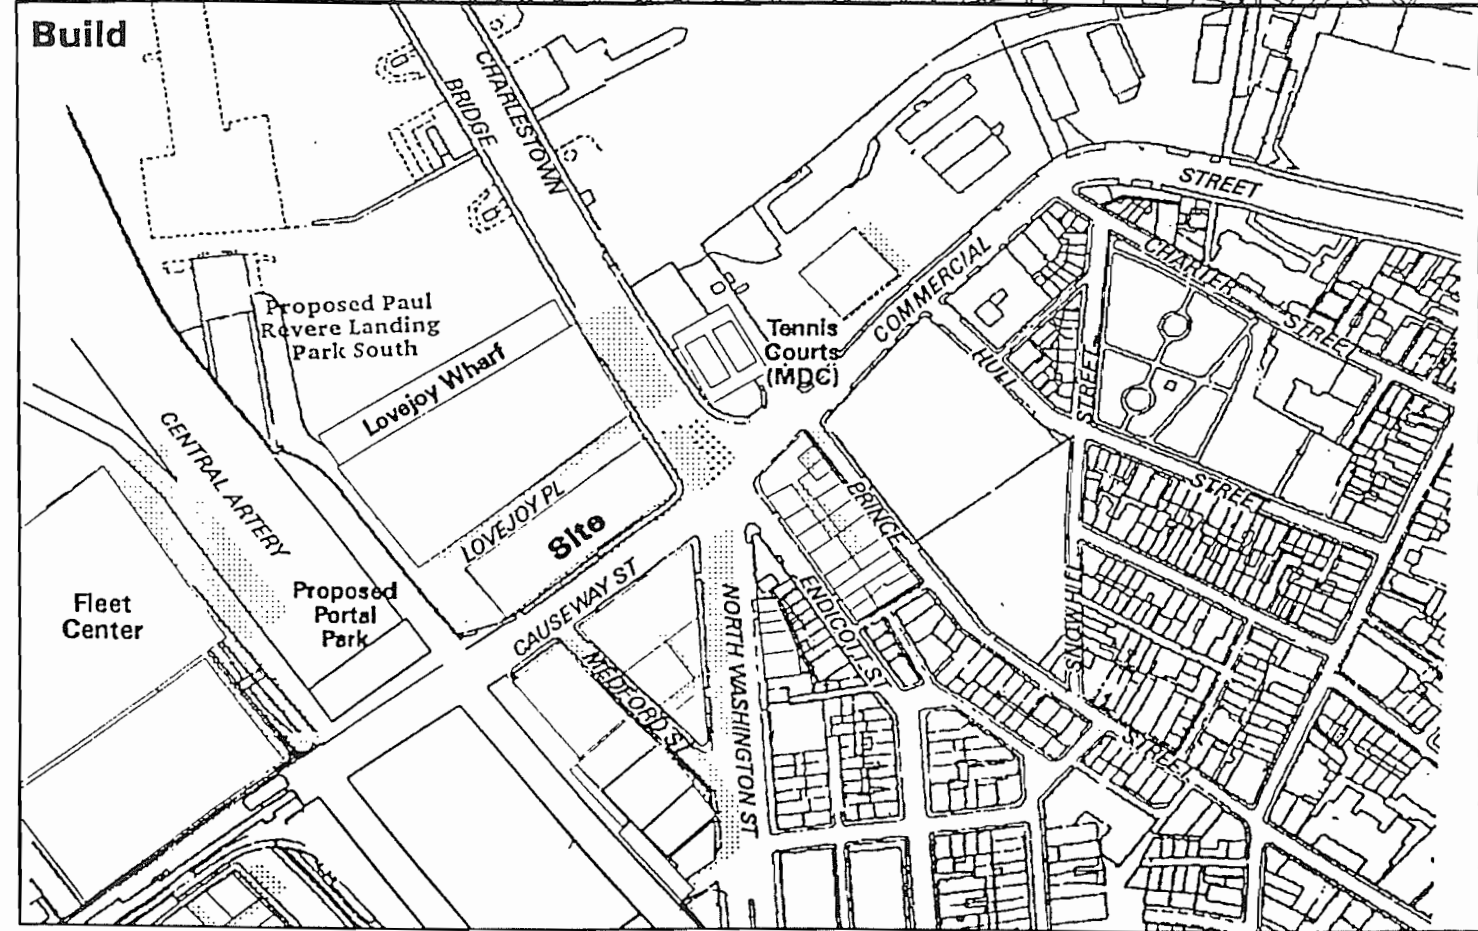 Build
CHARLESTOWN
BRIDGE
STREET
CHARTER
STREE
COMMERCIAL
Proposed Paul
Revere Landing
Park South
Tennis
Courts
(MDC)
Lovejoy Wharf
HULL
STREET
CENTRAL ARTERY
STREET
PRINCE
LOVEJOY PL
Site
CAUSEWAY ST
Proposed
Portal
Park
Fleet
Center
ENDICOTT ST
NORTH WASHINGTON ST
SNOWHILL
MEDFORD ST
STREET